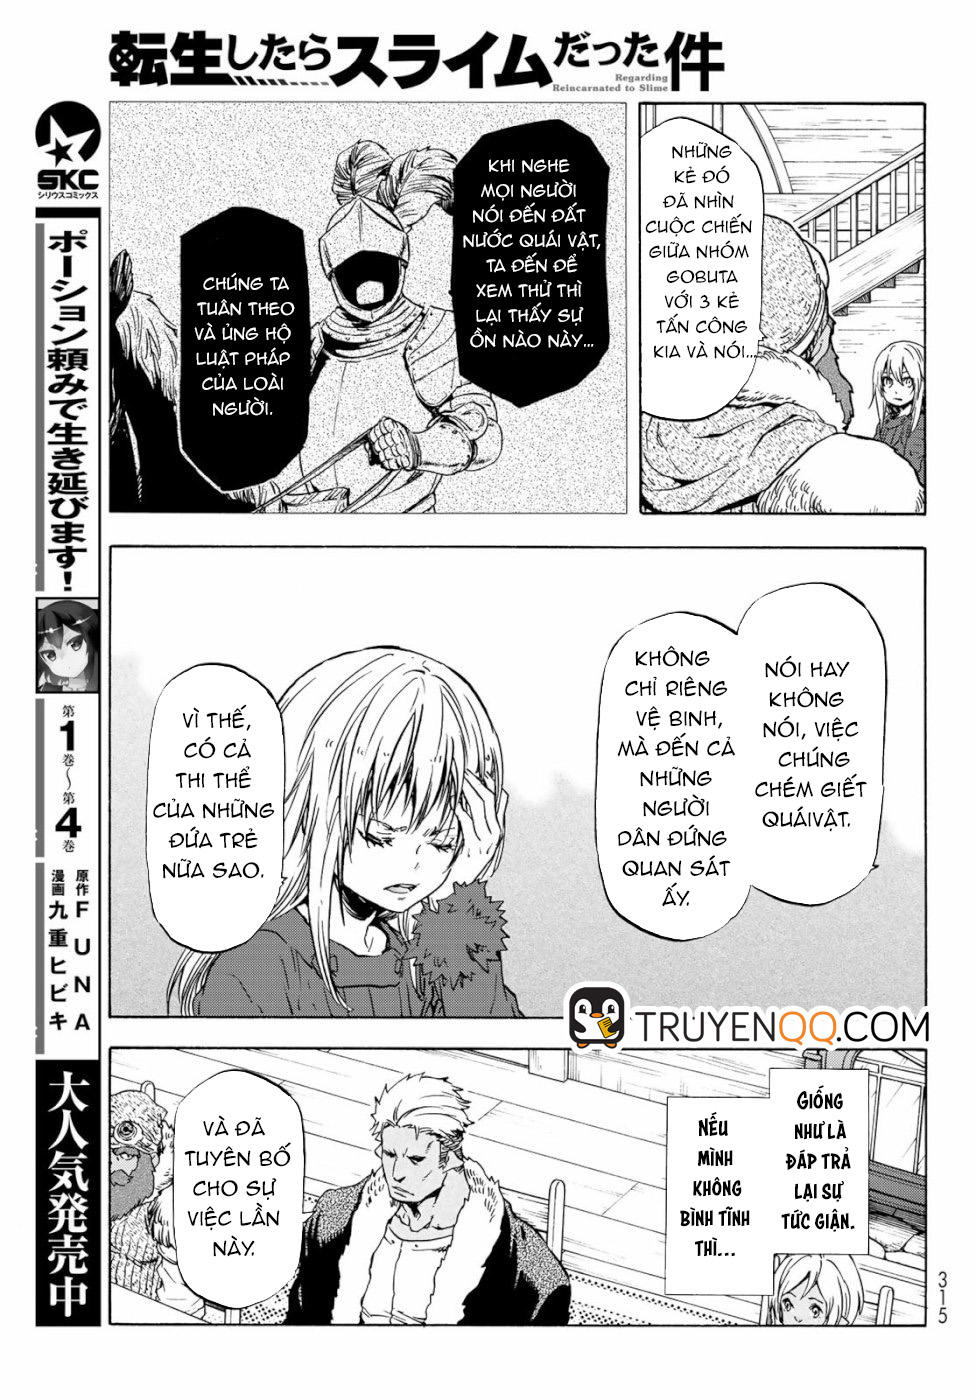 転生したらスライムだった件
Regarding
Reincarnated to Slime
NHỮNG
KẺ ĐÓ
ĐÃ NHÌN
CUỘC CHIẾN
GIỮA NHÓM
GOBUTA
VỚI 3 KẺ
TẤN CÔNG
KIA VÀ NÓI...
KHI NGHE
MỌI NGƯỜI
NÓI ĐẾN ĐẤT
NƯỚC QUÁI VẬT,
TA ĐẾN ĐỂ
XEM THỬ THÌ
LẠI THẤY SỰ
ỒN NÀO NÀY...
CHÚNG TA
TUÂN THEO
VÀ ỦNG HỘ
LUẬT PHÁP
CỦA LOÀI
NGƯỜI.
NÓI HAY
KHÔNG
NÓI, VIỆC
CHÚNG
CHÉM GIẾT
QUÁIVẬT.
KHÔNG
CHỈ RIÊNG
VỆ BINH,
MÀ ĐẾN CẢ
NHỮNG
NGƯỜI
DÂN ĐỨNG
QUAN SÁT
ẤY.
VÌ THẾ,
CÓ CẢ
THI THỂ
CỦA NHỮNG
ĐỨA TRẺ
NỮA SAO.
TRUYENQQ.COM
GIỐNG
NHƯ LÀ
ĐÁP TRẢ
LẠI SỰ
TỨC GIẬN.
NẾU
MÌNH
KHÔNG
BÌNH TĨNH
THÌ...
VÀ ĐÃ
TUYÊN BỐ
CHO SỰ
VIỆC LẦN
NÀY.
SKC
シリウスコミックス
ポーション頼みで生き延びます！
第1巻～第4巻
原作FUNA
漫画九重ヒビキ
大人気発売中
315